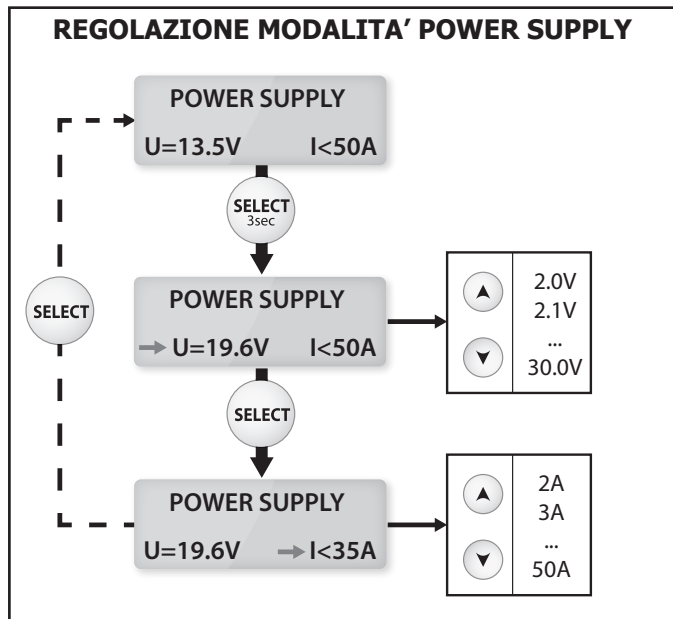 REGOLAZIONE MODALITA’ POWER SUPPLY
POWER SUPPLY
U=13.5V I<50A
SELECT
3sec
POWER SUPPLY
U=19.6V I<50A
2.0V
2.1V
...
30.0V
SELECT
SELECT
POWER SUPPLY
U=19.6V I<35A
2A
3A
...
50A